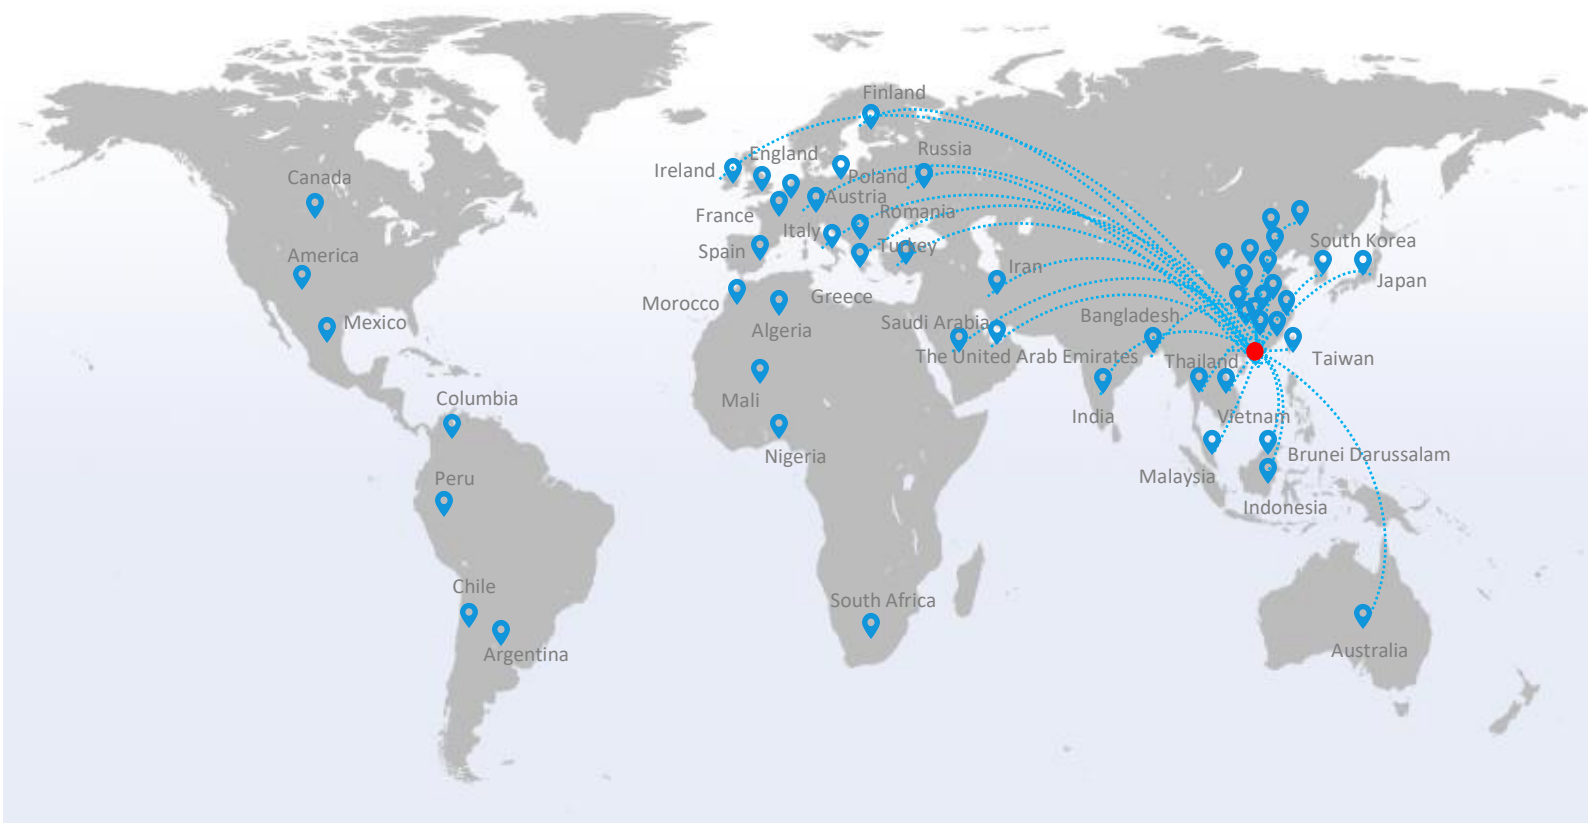 Finland
England
Russia
Ireland
Poland
Canada
Austria
France
Romania
Italy
South Korea
Spain
Turkey
America
Iran
Japan
Morocco
Greece
Mexico
Algeria
Saudi Arabia
Bangladesh
The United Arab Emirates
Thailand
Taiwan
Columbia
Mali
India
Vietnam
Nigeria
Brunei Darussalam
Peru
Malaysia
Indonesia
Chile
South Africa
Argentina
Australia